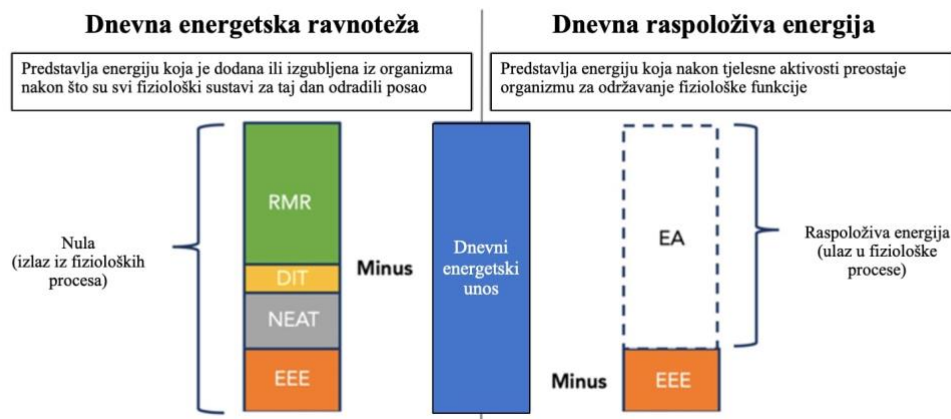 Dnevna energetska ravnoteža
Dnevna raspoloživa energija
Predstavlja energiju koja je dodana ili izgubljena iz organizma
nakon što su svi fiziološki sustavi za taj dan odradili posao
Predstavlja energiju koja nakon tjelesne aktivnosti preostaje
organizmu za održavanje fiziološke funkcije
Nula
(izlaz iz fizioloških
procesa)
RMR
DIT
NEAT
EEE
Minus
Dnevni
energetski
unos
Minus
EA
EEE
Raspoloživa energija
(ulaz u fiziološke
procese)